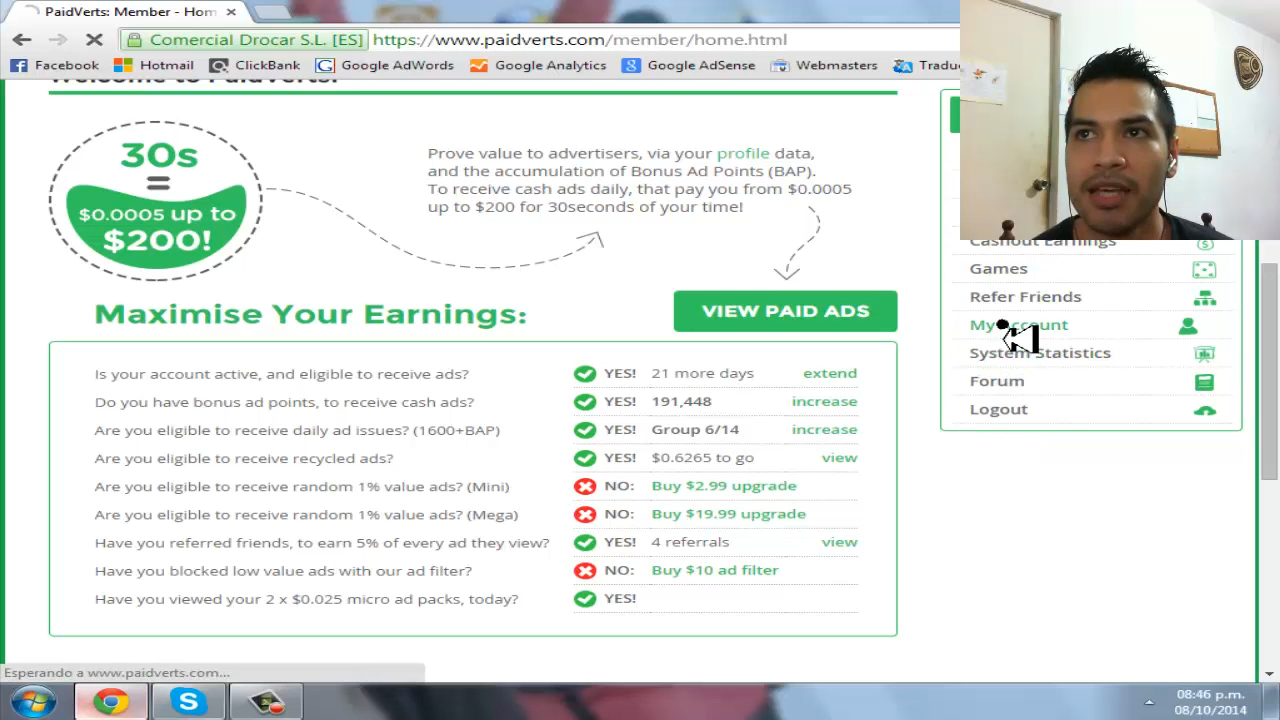 PaidVerts: Member - Hom
Comercial Drocar S.L. [ES] https://www.paidverts.com/member/home.html
Facebook Hotmail ClickBank Google AdWords Google Analytics Google AdSense Webmasters Tradu
Welcome to PaidVerts!
30s
=
$0.0005 up to
$200!
Prove value to advertisers, via your profile data,
and the accumulation of Bonus Ad Points (BAP).
To receive cash ads daily, that pay you from $0.0005
up to $200 for 30seconds of your time!
Maximise Your Earnings:
VIEW PAID ADS
Is your account active, and eligible to receive ads? YES! 21 more days extend
Do you have bonus ad points, to receive cash ads? YES! 191,448 increase
Are you eligible to receive daily ad issues? (1600+BAP) YES! Group 6/14 increase
Are you eligible to receive recycled ads? YES! $0.6265 to go view
Are you eligible to receive random 1% value ads? (Mini) NO: Buy $2.99 upgrade
Are you eligible to receive random 1% value ads? (Mega) NO: Buy $19.99 upgrade
Have you referred friends, to earn 5% of every ad they view? YES! 4 referrals view
Have you blocked low value ads with our ad filter? NO: Buy $10 ad filter
Have you viewed your 2 x $0.025 micro ad packs, today? YES!
Cashout Earnings
Games
Refer Friends
My Account
System Statistics
Forum
Logout
Esperando a www.paidverts.com...
08:46 p.m.
08/10/2014